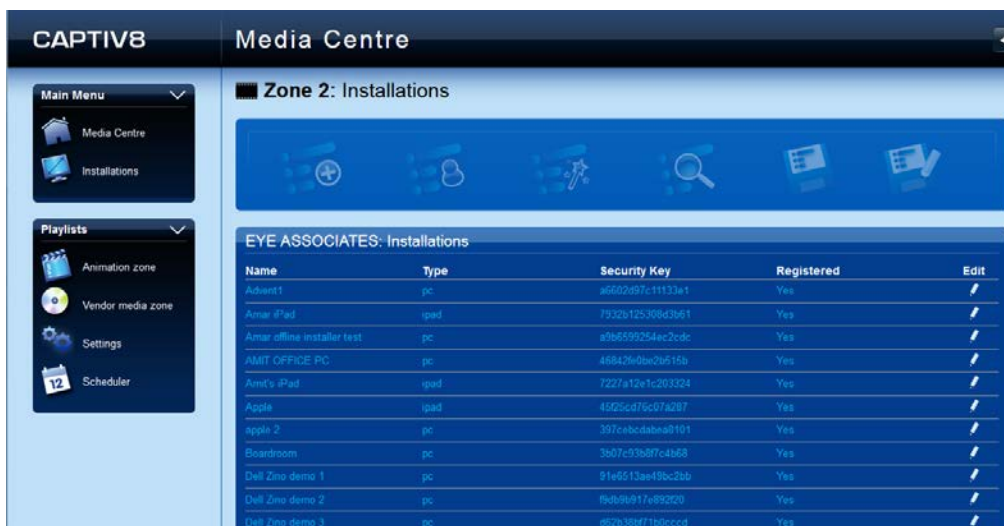 CAPTIV8
Media Centre
Main Menu
Media Centre
Installations
Playlists
Animation zone
Vendor media zone
Settings
12
Scheduler
Zone 2: Installations
EYE ASSOCIATES: Installations
Name Type Security Key Registered Edit
Advent1 pc a6602d97c11133e1 Yes
Amar iPad ipad 7932b125308d3b61 Yes
Amar offline installer test pc a9b6599254ec2cdc Yes
AMIT OFFICE PC pc 46842fe0be2b515b Yes
Amit's iPad ipad 7227a12e1c203324 Yes
Apple ipad 45f25cd76c07a287 Yes
apple 2 pc 397cebcdabea8101 Yes
Boardroom pc 3b07c93b8f7c4b68 Yes
Dell Zino demo 1 pc 91e6513ae49bc2bb Yes
Dell Zino demo 2 pc f9db9b917e892f20 Yes
Dell Zino demo 3 pc Yes